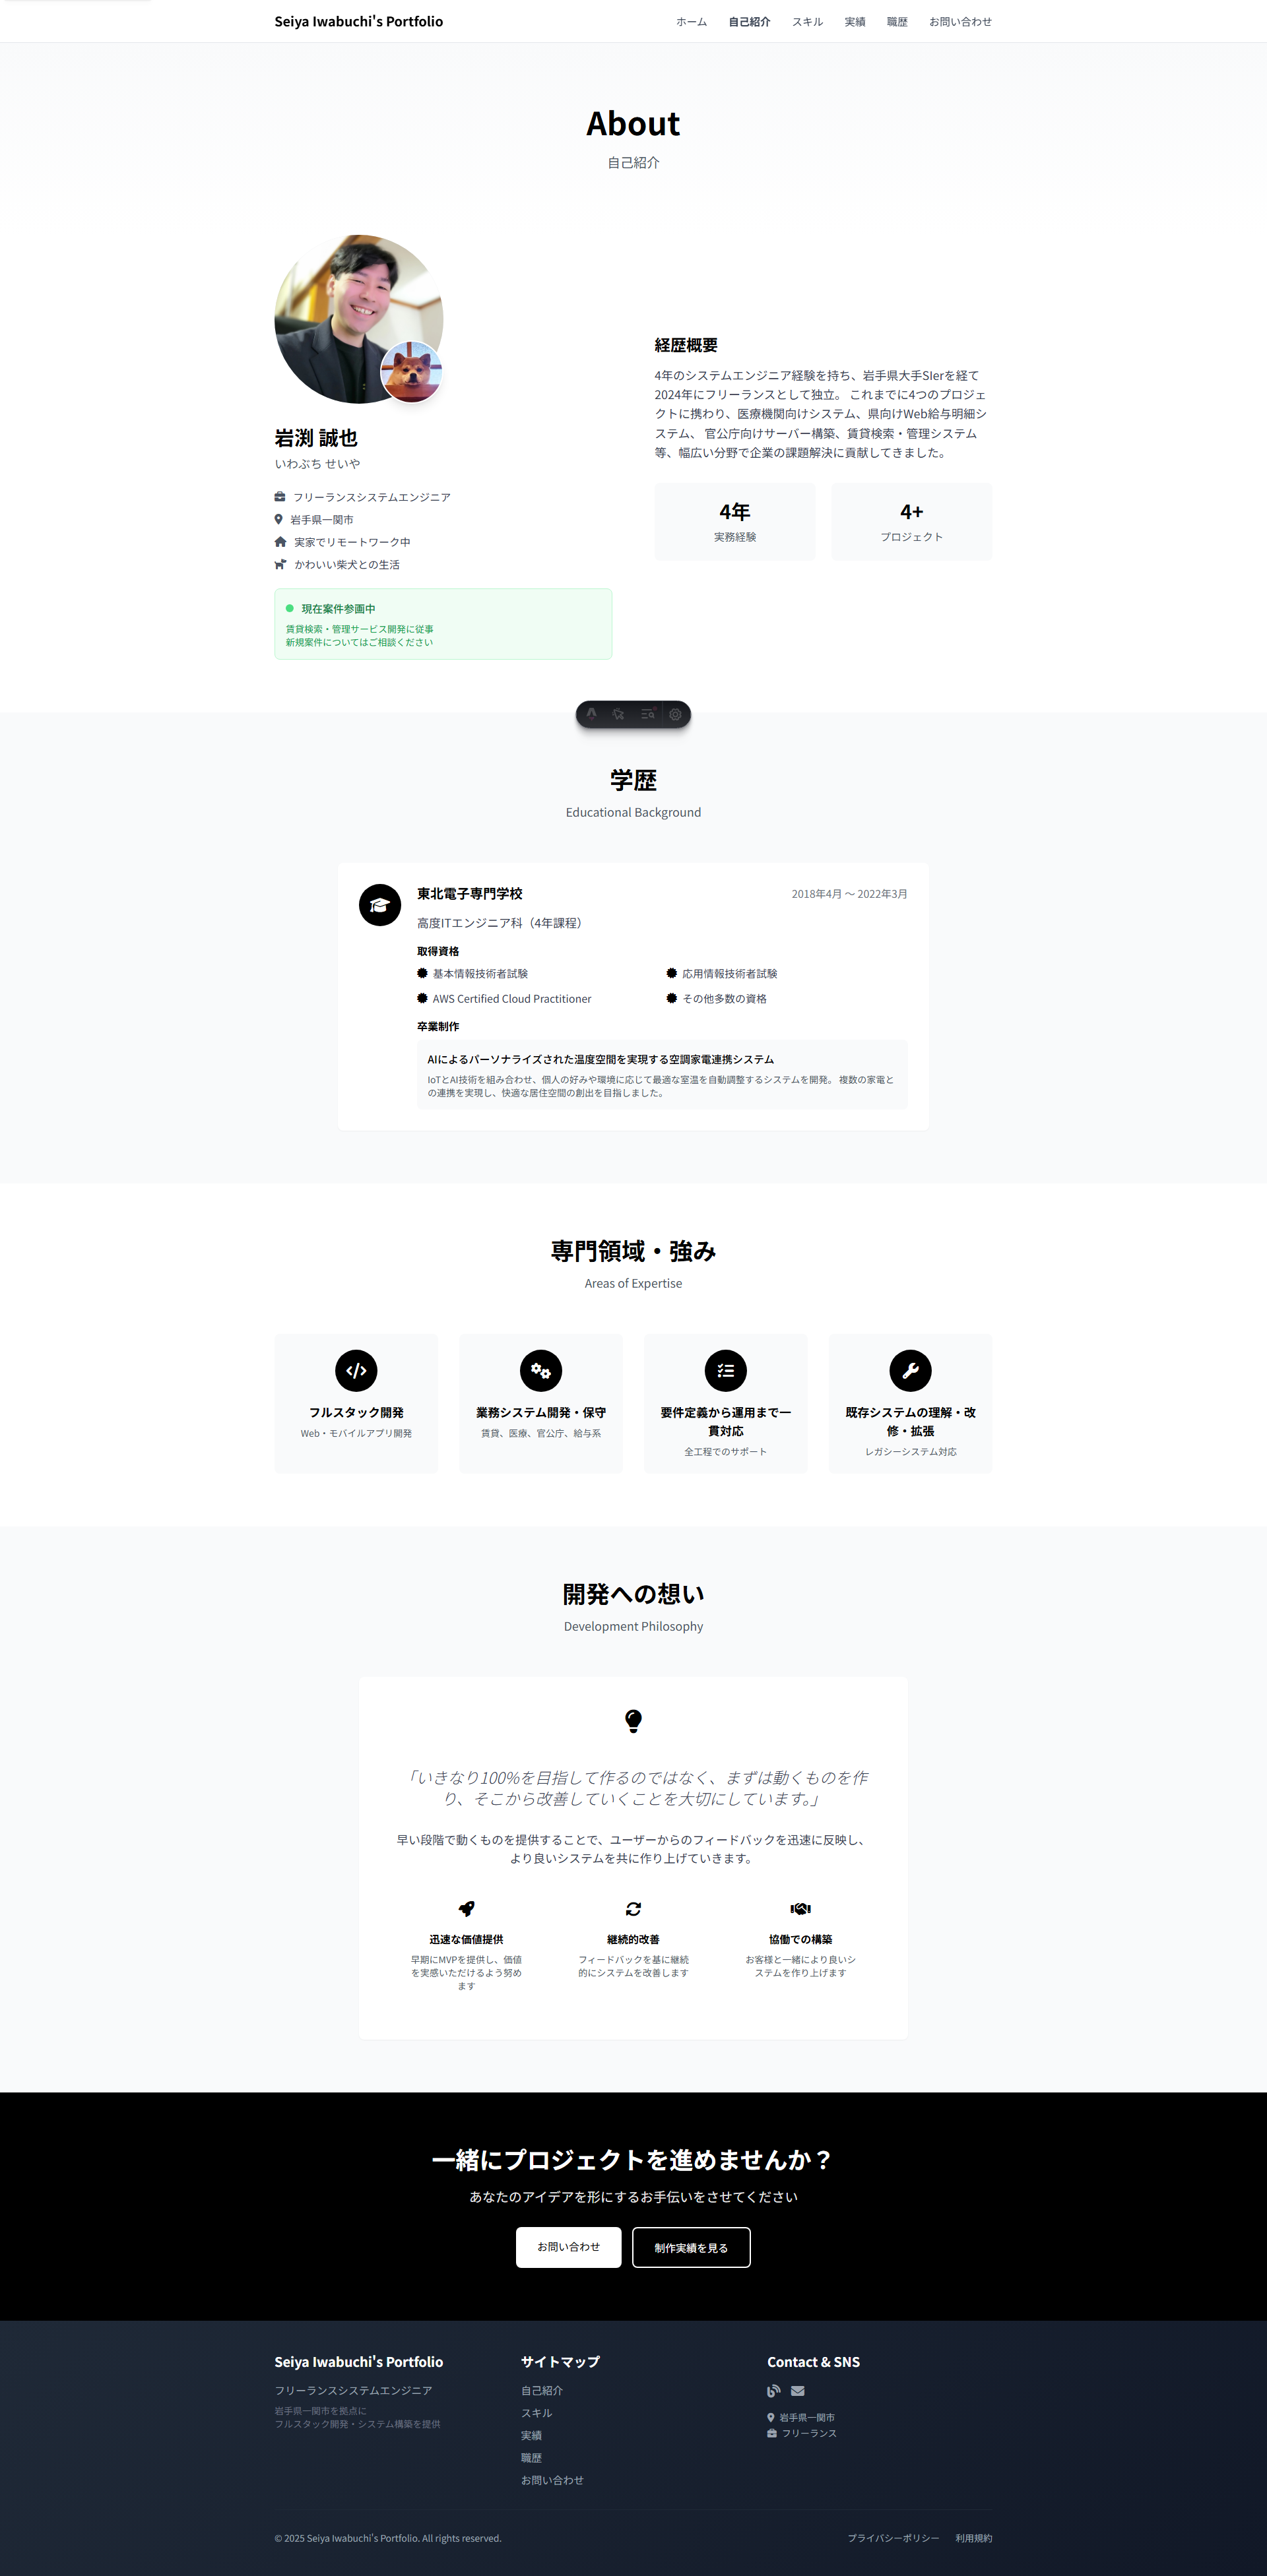 Seiya Iwabuchi's Portfolio
ホーム 自己紹介 スキル 実績 職歴 お問い合わせ
About
自己紹介
岩渕 誠也
いわぶち せいや
フリーランスシステムエンジニア
岩手県一関市
実家でリモートワーク中
かわいい柴犬との生活
現在案件参画中
賃貸検索・管理サービス開発に従事
新規案件についてはご相談ください
経歴概要
4年のシステムエンジニア経験を持ち、岩手県大手SIerを経て
2024年にフリーランスとして独立。 これまでに4つのプロジェ
クトに携わり、医療機関向けシステム、県向けWeb給与明細シ
ステム、 官公庁向けサーバー構築、賃貸検索・管理システム
等、幅広い分野で企業の課題解決に貢献してきました。
4年
実務経験
4+
プロジェクト
学歴
Educational Background
東北電子専門学校
2018年4月 〜 2022年3月
高度ITエンジニア科（4年課程）
取得資格
基本情報技術者試験
応用情報技術者試験
AWS Certified Cloud Practitioner
その他多数の資格
卒業制作
AIによるパーソナライズされた温度空間を実現する空調家電連携システム
IoTとAI技術を組み合わせ、個人の好みや環境に応じて最適な室温を自動調整するシステムを開発。 複数の家電と
の連携を実現し、快適な居住空間の創出を目指しました。
専門領域・強み
Areas of Expertise
フルスタック開発
Web・モバイルアプリ開発
業務システム開発・保守
賃貸、医療、官公庁、給与系
要件定義から運用まで一
貫対応
全工程でのサポート
既存システムの理解・改
修・拡張
レガシーシステム対応
開発への想い
Development Philosophy
「いきなり100%を目指して作るのではなく、まずは動くものを作
り、そこから改善していくことを大切にしています。」
早い段階で動くものを提供することで、ユーザーからのフィードバックを迅速に反映し、
より良いシステムを共に作り上げていきます。
迅速な価値提供
早期にMVPを提供し、価値
を実感いただけるよう努め
ます
継続的改善
フィードバックを基に継続
的にシステムを改善します
協働での構築
お客様と一緒により良いシ
ステムを作り上げます
一緒にプロジェクトを進めませんか？
あなたのアイデアを形にするお手伝いをさせてください
お問い合わせ
制作実績を見る
Seiya Iwabuchi's Portfolio
フリーランスシステムエンジニア
岩手県一関市を拠点に
フルスタック開発・システム構築を提供
サイトマップ
自己紹介
スキル
実績
職歴
お問い合わせ
Contact & SNS
岩手県一関市
フリーランス
© 2025 Seiya Iwabuchi's Portfolio. All rights reserved.
プライバシーポリシー 利用規約